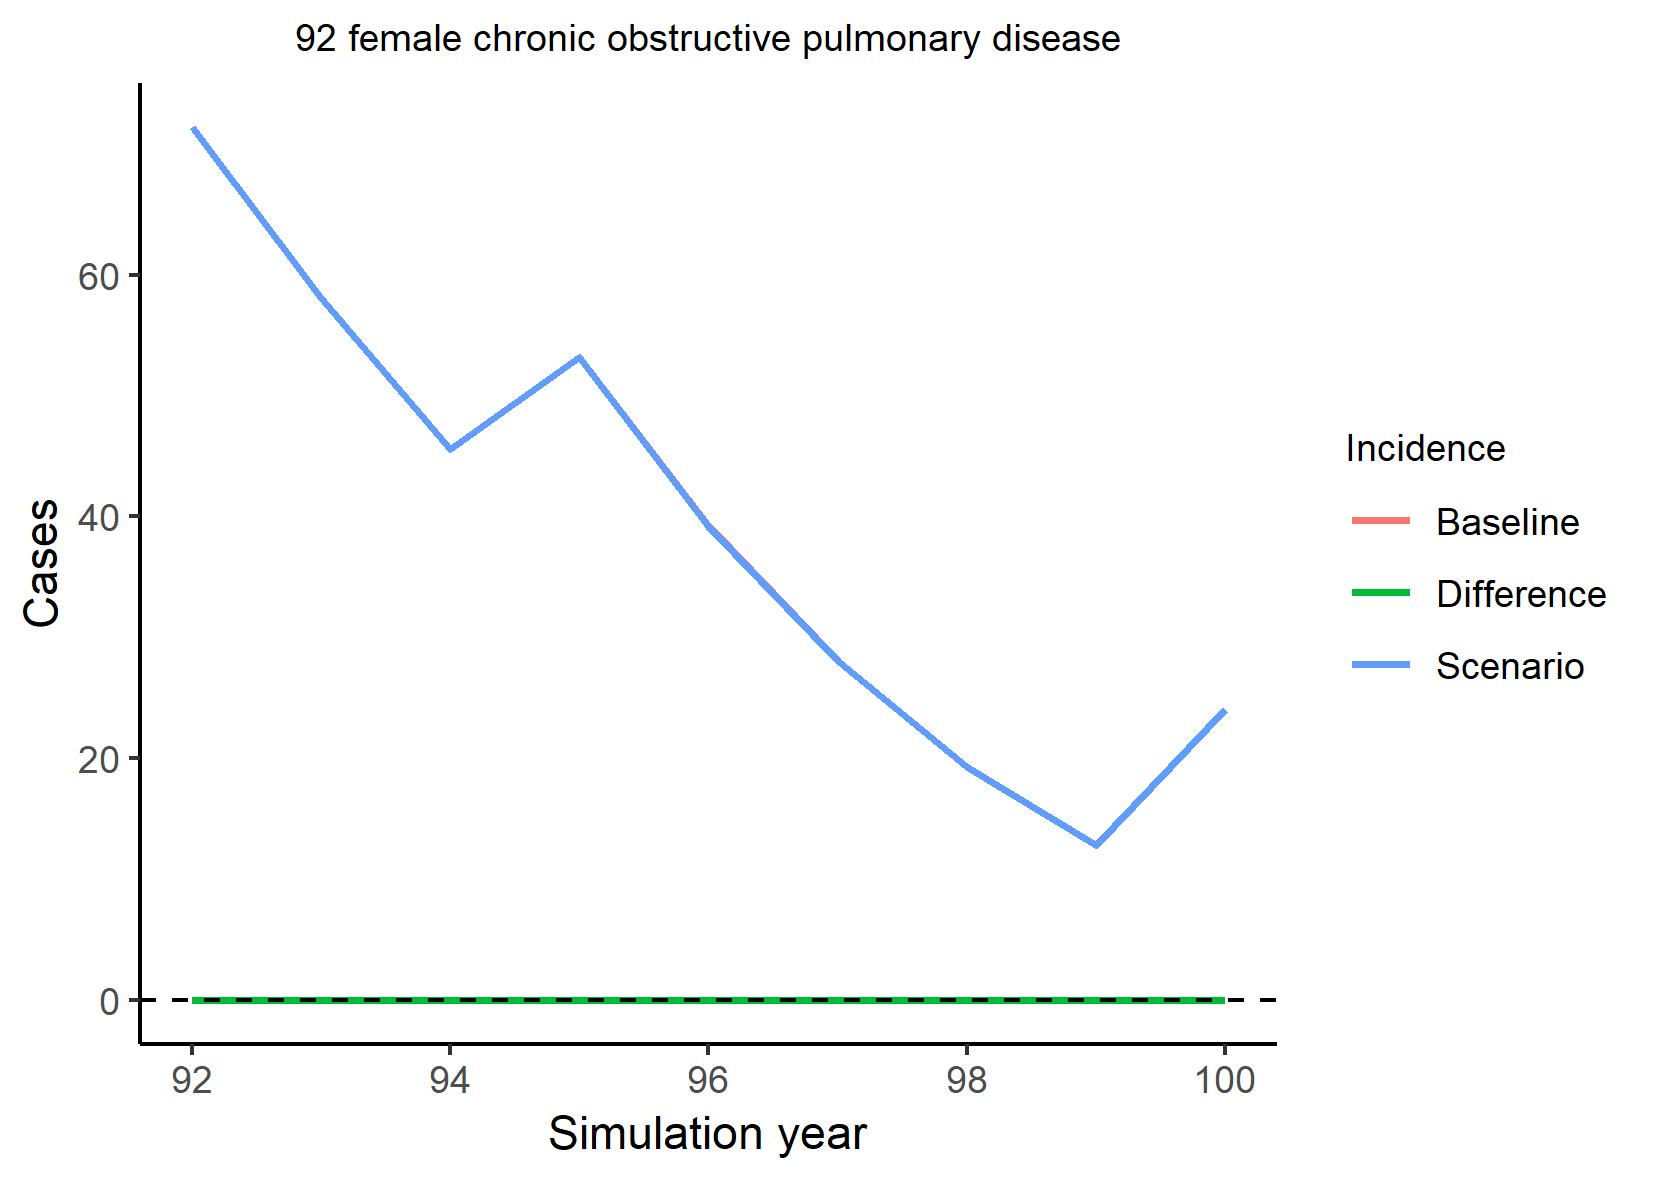 92 female chronic obstructive pulmonary disease
Cases
60
40
20
0
92 94 96 98 100
Simulation year
Incidence
Baseline
Difference
Scenario